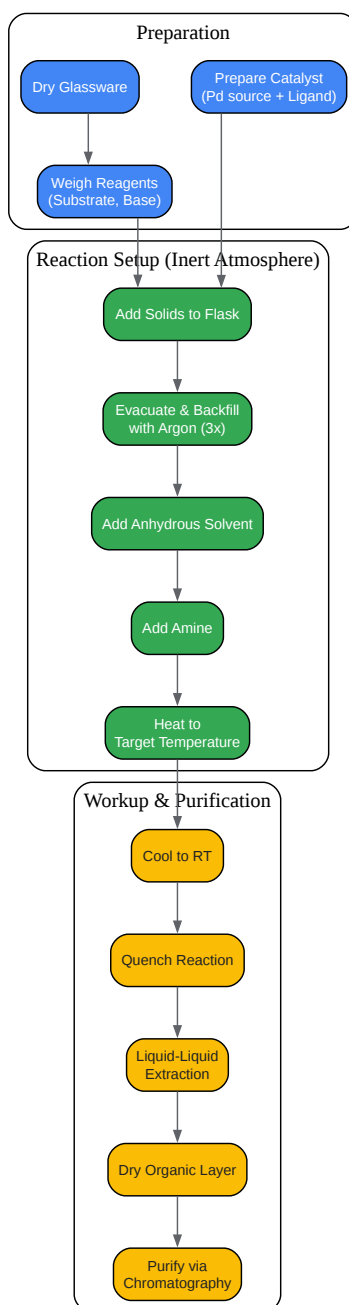 Preparation
Dry Glassware
Prepare Catalyst
(Pd source + Ligand)
Weigh Reagents
(Substrate, Base)
Reaction Setup (Inert Atmosphere)
Add Solids to Flask
Evacuate & Backfill
with Argon (3x)
Add Anhydrous Solvent
Add Amine
Heat to
Target Temperature
Workup & Purification
Cool to RT
Quench Reaction
Liquid-Liquid
Extraction
Dry Organic Layer
Purify via
Chromatography